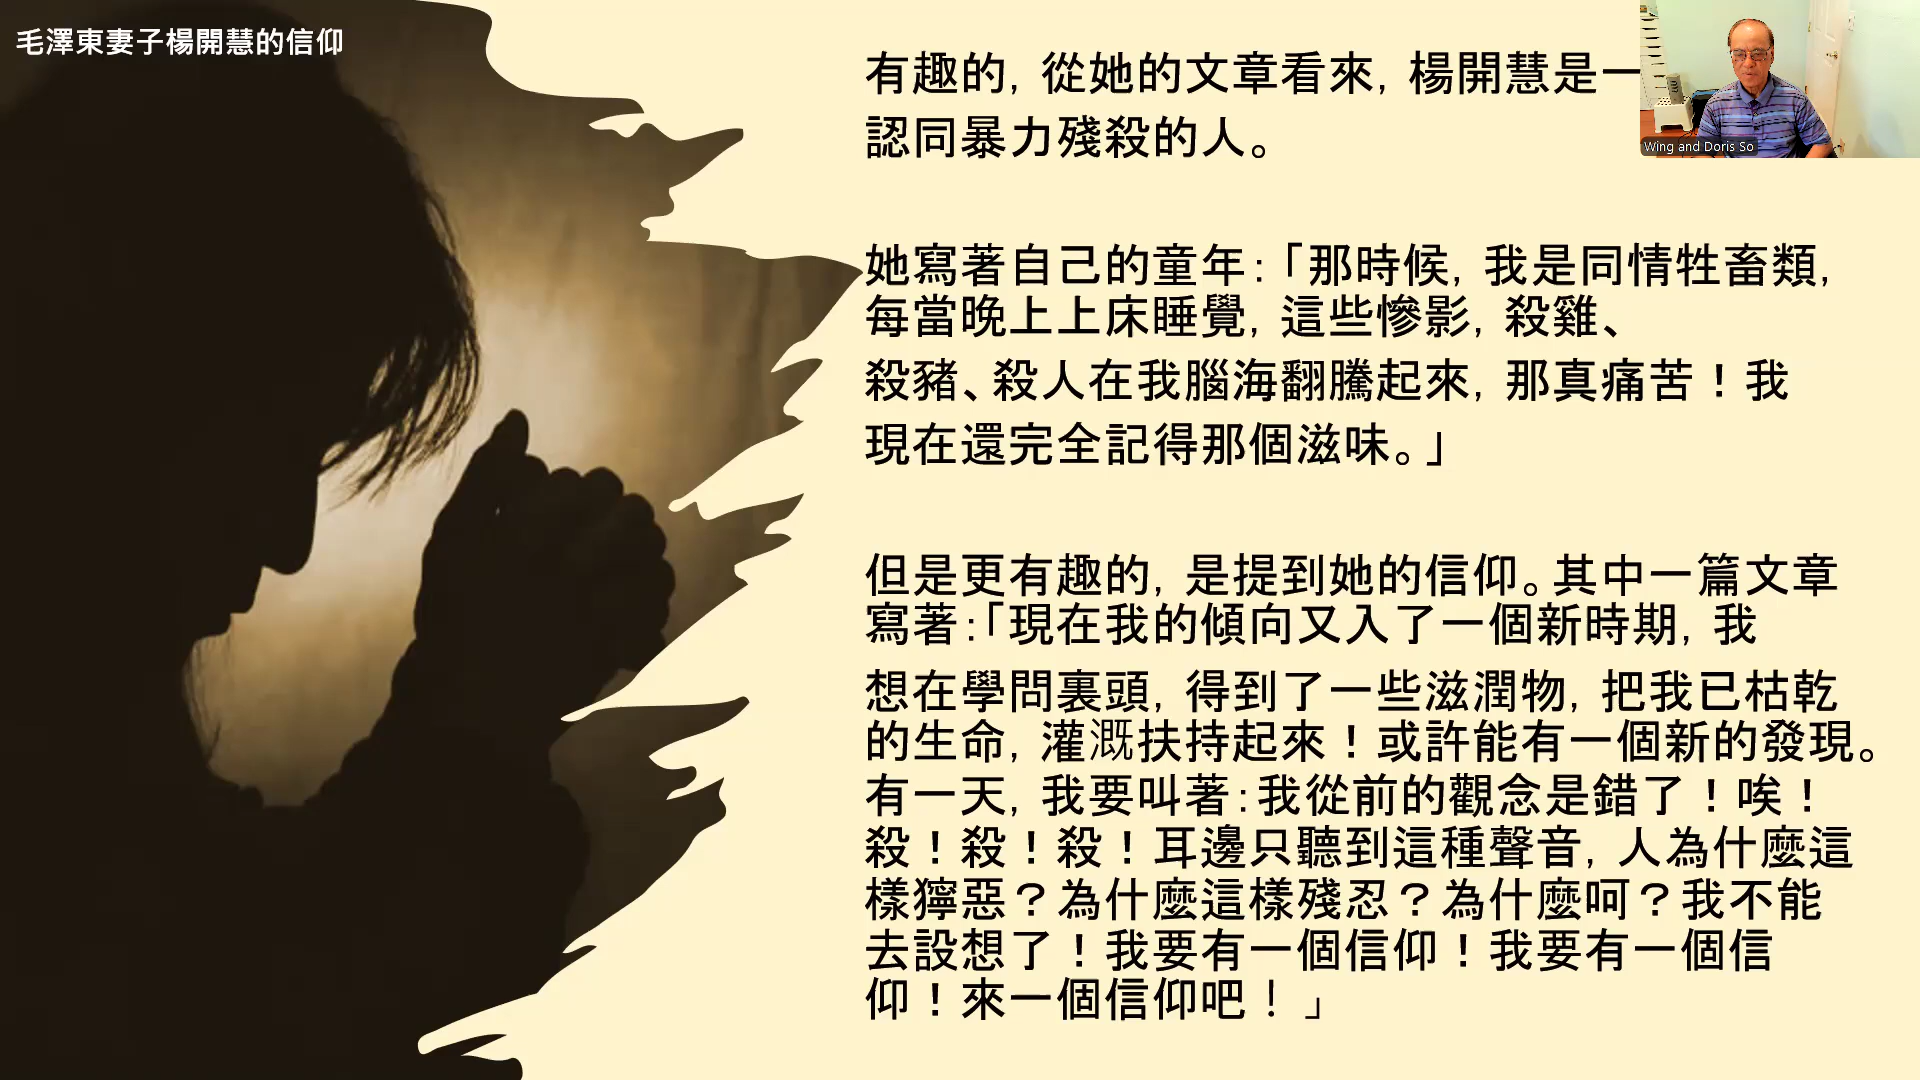 毛澤東妻子楊開慧的信仰
有趣的，從她的文章看來，楊開慧是一
認同暴力殘殺的人。
她寫著自己的童年：「那時候，我是同情牲畜類，
每當晚上上床睡覺，這些慘影，殺雞、
殺豬、殺人在我腦海翻騰起來，那真痛苦！我
現在還完全記得那個滋味。」
但是更有趣的，是提到她的信仰。其中一篇文章
寫著：「現在我的傾向又入了一個新時期，我
想在學問裏頭，得到了一些滋潤物，把我已枯乾
的生命，灌溉扶持起來！或許能有一個新的發現。
有一天，我要叫著：我從前的觀念是錯了！唉！
殺！殺！殺！耳邊只聽到這種聲音，人為什麼這
樣獰惡？為什麼這樣殘忍？為什麼呵？我不能
去設想了！我要有一個信仰！我要有一個信
仰！來一個信仰吧！」
Wing and Doris So